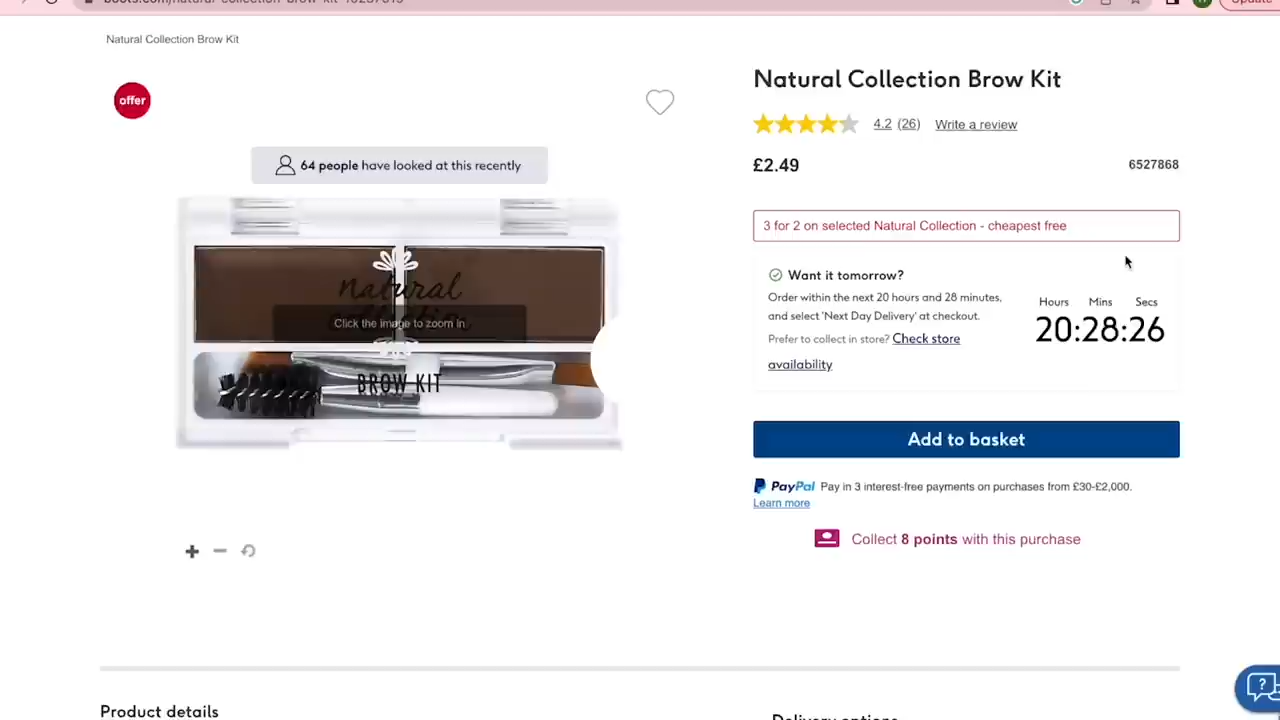 Update
Natural Collection Brow Kit
offer
64 people have looked at this recently
natural
Click the image to zoom in
BROW KIT
Natural Collection Brow Kit
4.2 (26) Write a review
£2.49
6527868
3 for 2 on selected Natural Collection - cheapest free
Want it tomorrow?
Order within the next 20 hours and 28 minutes,
and select 'Next Day Delivery' at checkout.
Prefer to collect in store? Check store
availability
Hours Mins Secs
20:28:26
Add to basket
PayPal Pay in 3 interest-free payments on purchases from £30-£2,000.
Learn more
Collect 8 points with this purchase
Product details
Delivery options